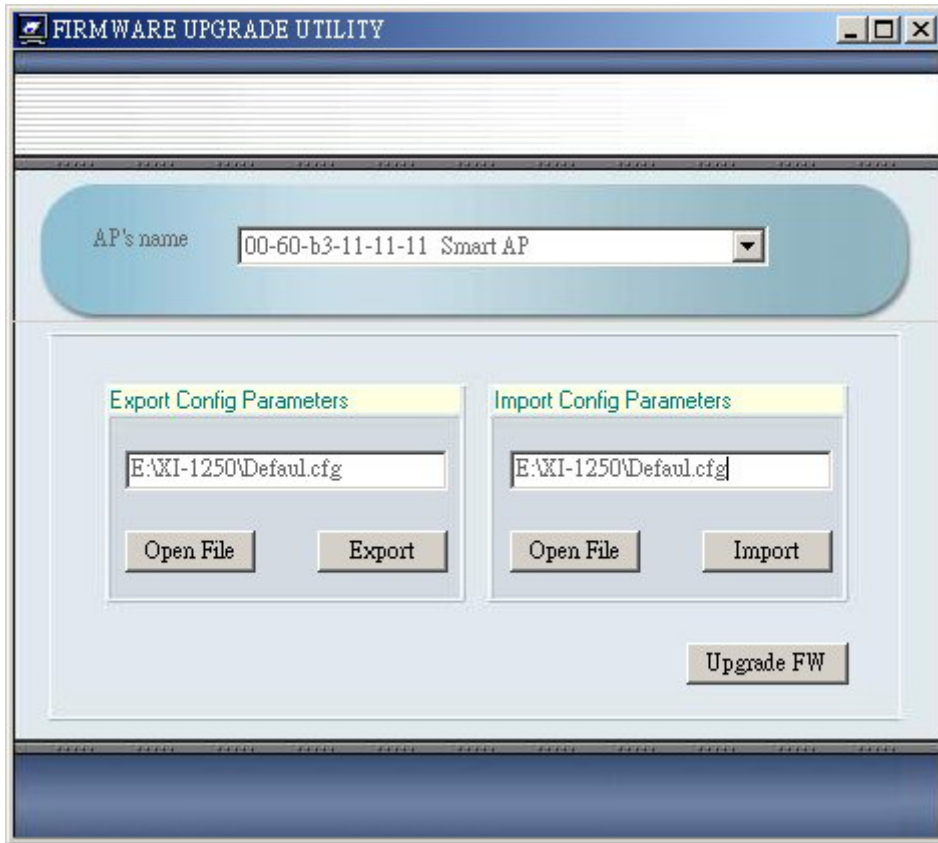 FIRMWARE UPGRADE UTILITY
AP's name
00-60-b3-11-11-11 Smart AP
Export Config Parameters
E:\XI-1250\Defaul.cfg
Open File
Export
Import Config Parameters
E:\XI-1250\Defaul.cfg
Open File
Import
Upgrade FW